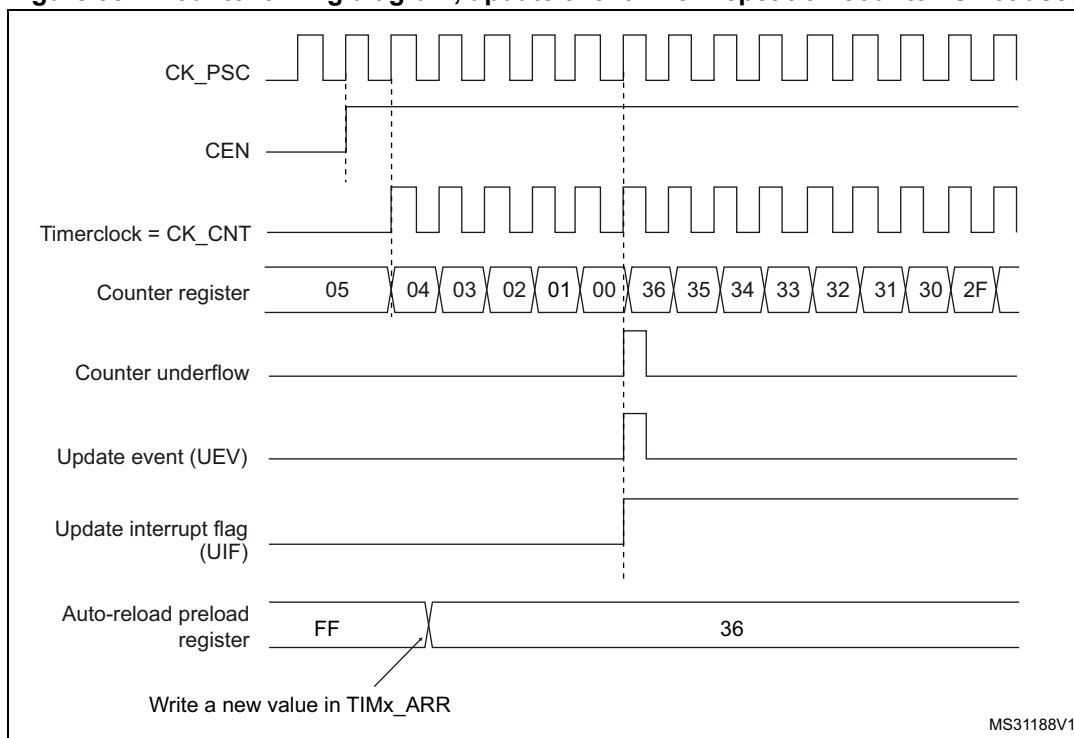 CK_PSC
CEN
Timerclock = CK_CNT
Counter register 05 04 03 02 01 00 36 35 34 33 32 31 30 2F
Counter underflow
Update event (UEV)
Update interrupt flag
(UIF)
Auto-reload preload
register
FF 36
Write a new value in TIMx_ARR
MS31188V1